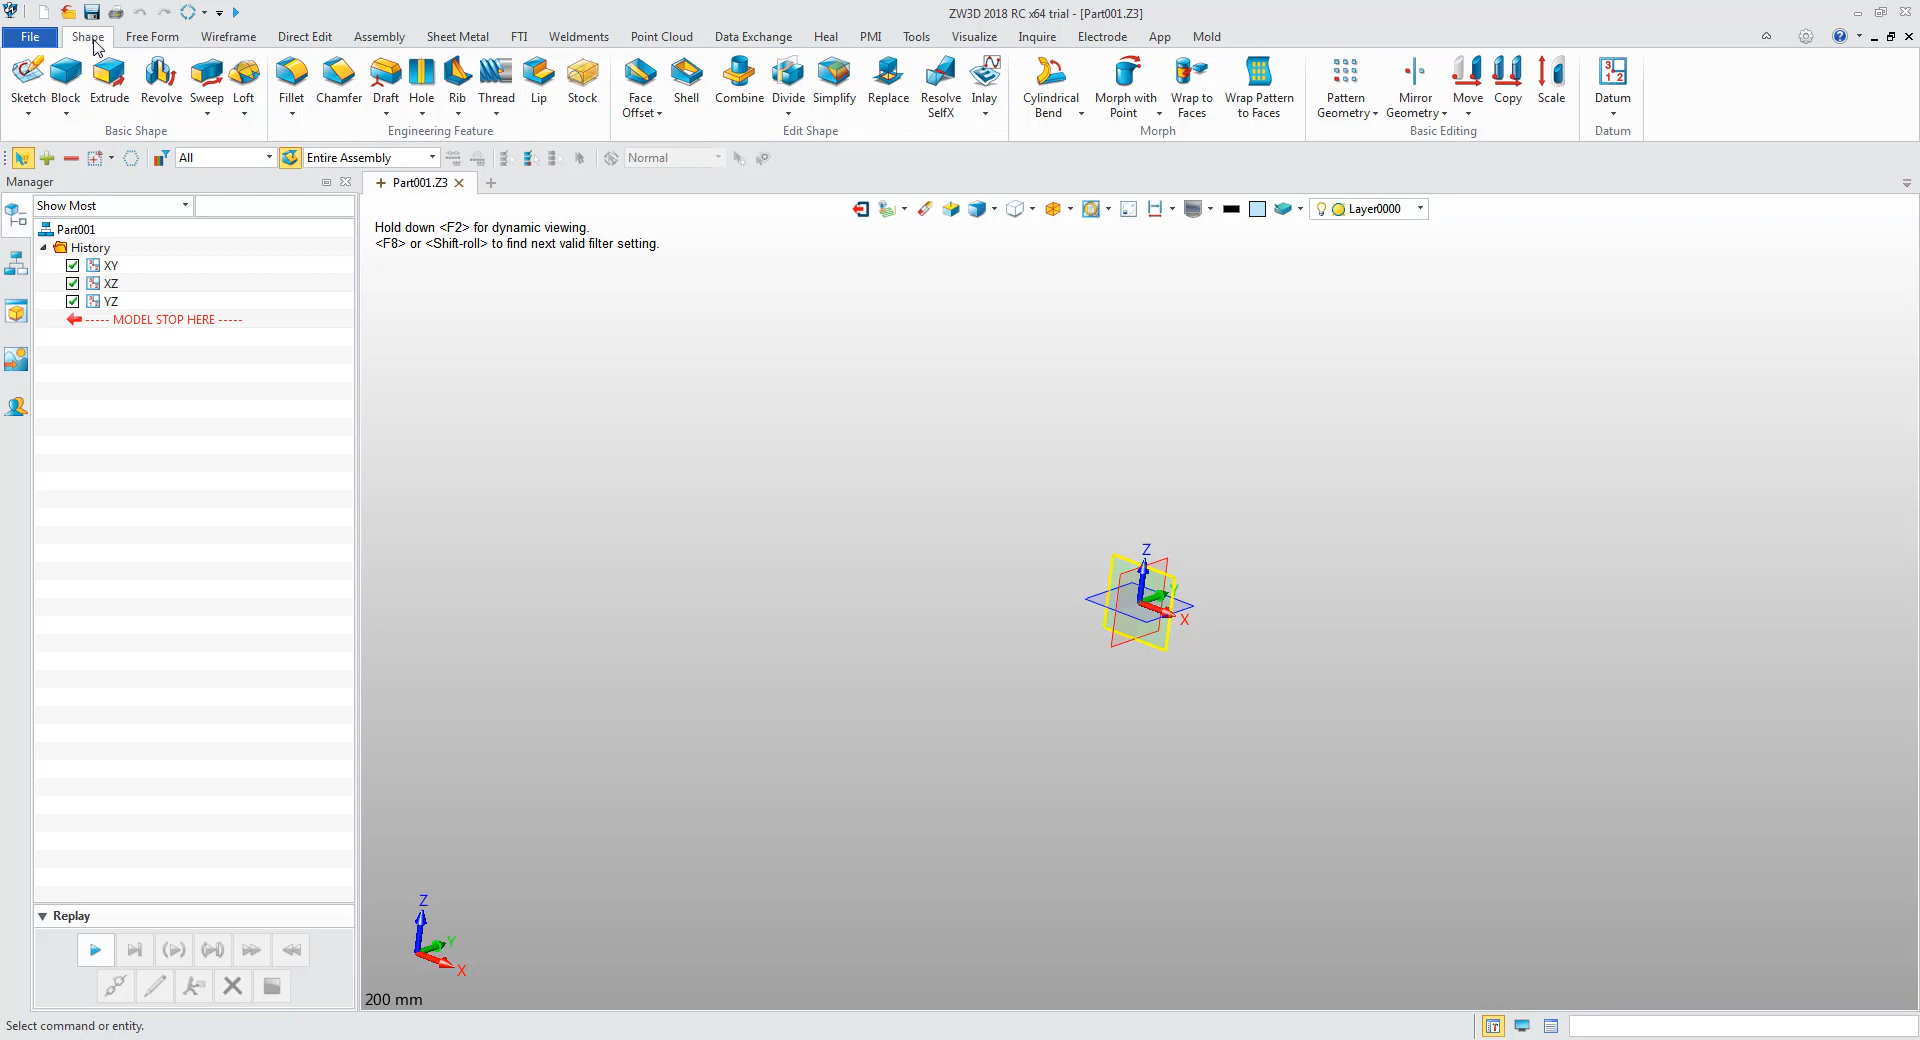 ZW3D 2018 RC x64 trial - [Part001.Z3]
File Shape Free Form Wireframe Direct Edit Assembly Sheet Metal FTI Weldments Point Cloud Data Exchange Heal PMI Tools Visualize Inquire Electrode App Mold
Sketch Block Extrude Revolve Sweep Loft Fillet Chamfer Draft Hole Rib Thread Lip Stock Face Offset Shell Combine Divide Simplify Replace Resolve SelfX Inlay Cylindrical Bend Morph with Point Wrap to Faces Wrap Pattern to Faces Pattern Geometry Mirror Geometry Move Copy Scale Datum
Basic Shape Engineering Feature Edit Shape Morph Basic Editing Datum
All Entire Assembly Normal
Manager Part001.Z3
Show Most Layer0000
Hold down <F2> for dynamic viewing.
<F8> or <Shift-roll> to find next valid filter setting.
Part001
History
XY
XZ
YZ
----- MODEL STOP HERE -----
Z
X
Replay
Z
Y
X
200 mm
Select command or entity.